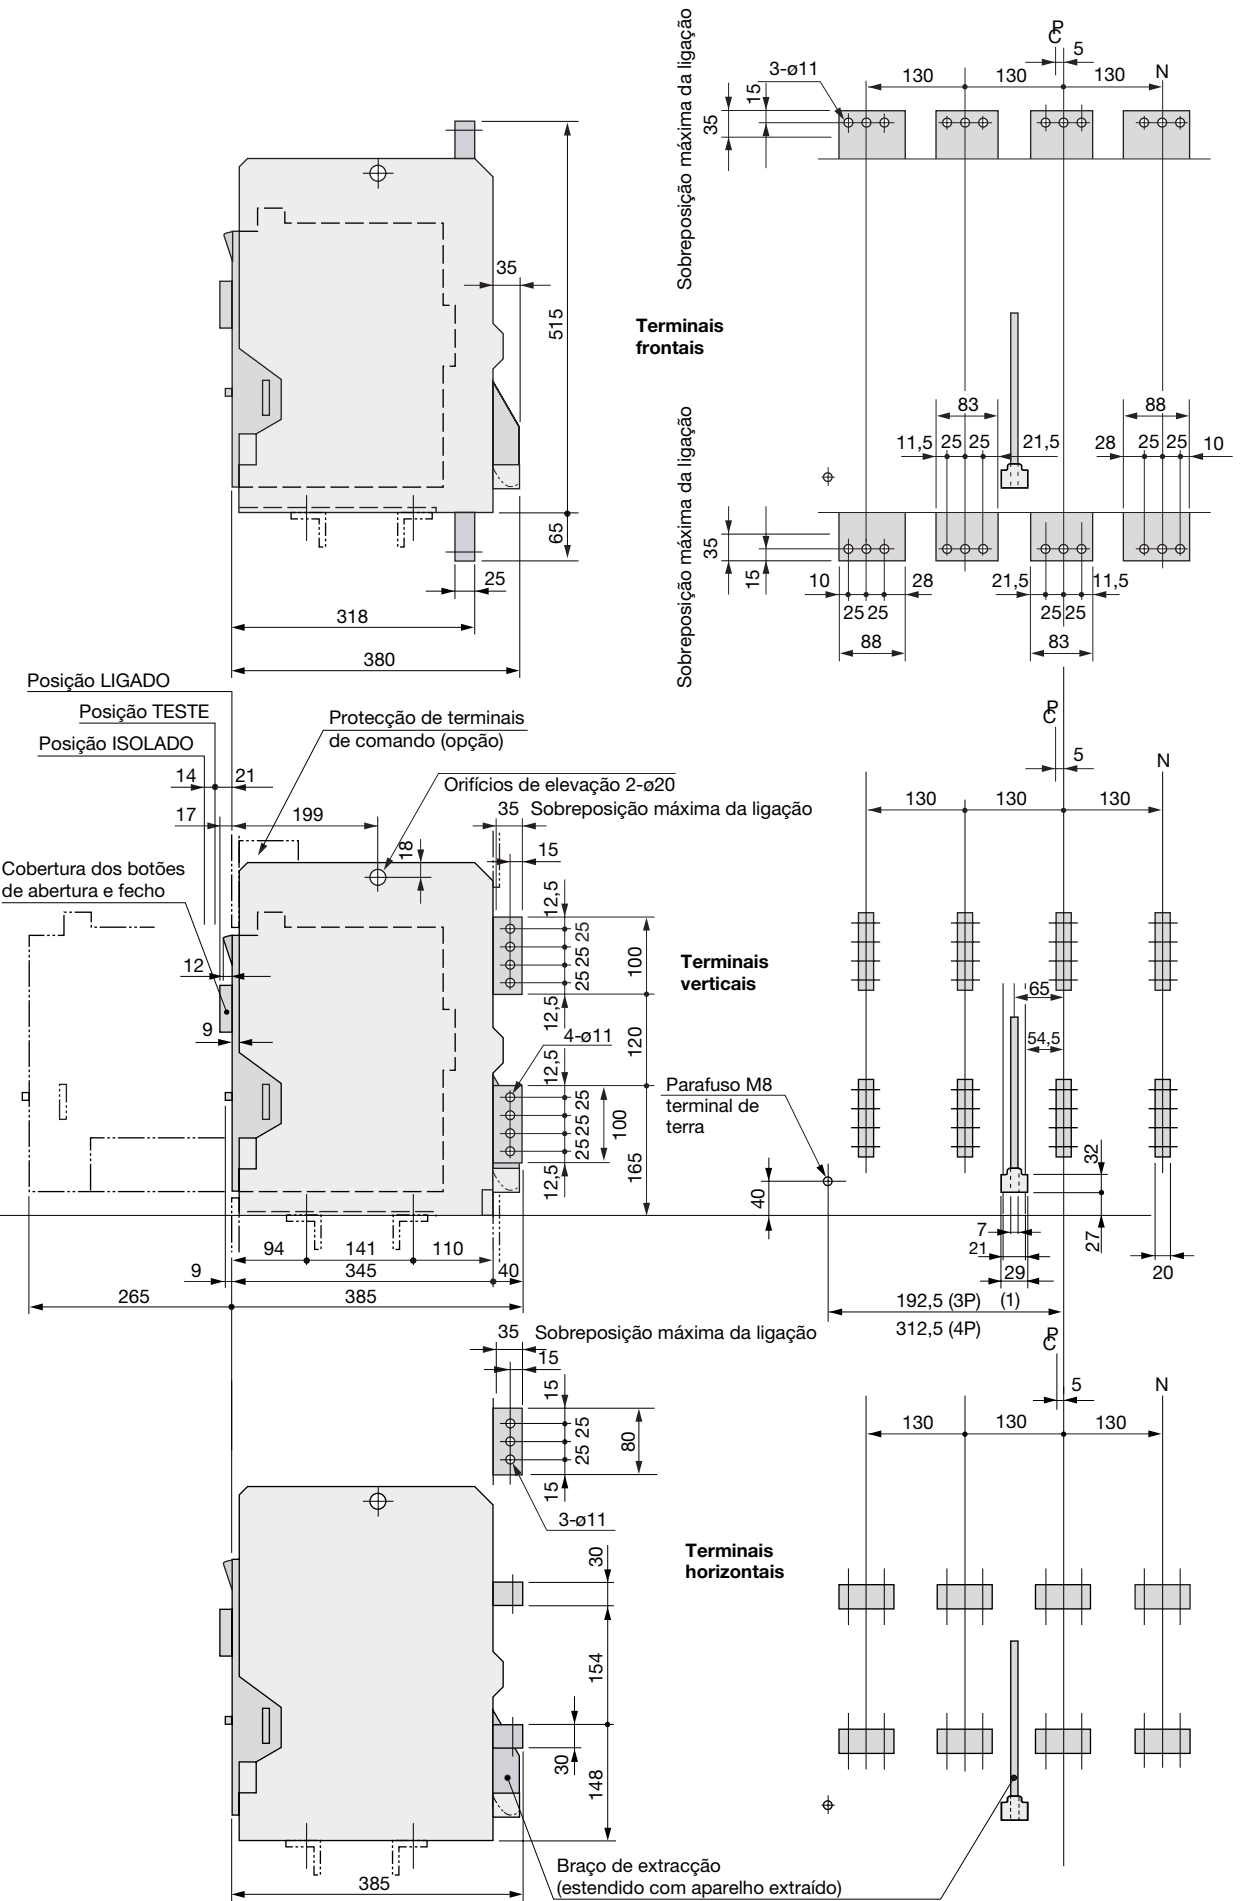 Sobreposição máxima da ligação
3-ø11
15
35
130
130
130
5
P
C
N
35
515
65
25
318
380
Terminais
frontais
Sobreposição máxima da ligação
83
88
11,5
25
25
21,5
28
25
25
10
35
15
10
25
25
28
21,5
25
25
11,5
88
83
Posição LIGADO
Posição TESTE
Posição ISOLADO
14
21
17
199
Protecção de terminais
de comando (opção)
Orifícios de elevação 2-ø20
35
Sobreposição máxima da ligação
15
18
Cobertura dos botões
de abertura e fecho
12
9
12,5
25
25
25
12,5
100
120
4-ø11
12,5
25
25
25
12,5
100
165
94
141
110
9
345
40
265
385
Terminais
verticais
P
C
5
N
130
130
130
65
54,5
Parafuso M8
terminal de
terra
40
32
27
7
21
29
20
192,5 (3P)
(1)
312,5 (4P)
35
Sobreposição máxima da ligação
15
15
25
25
15
80
3-ø11
Terminais
horizontais
P
C
5
N
130
130
130
30
154
30
148
385
Braço de extracção
(estendido com aparelho extraído)